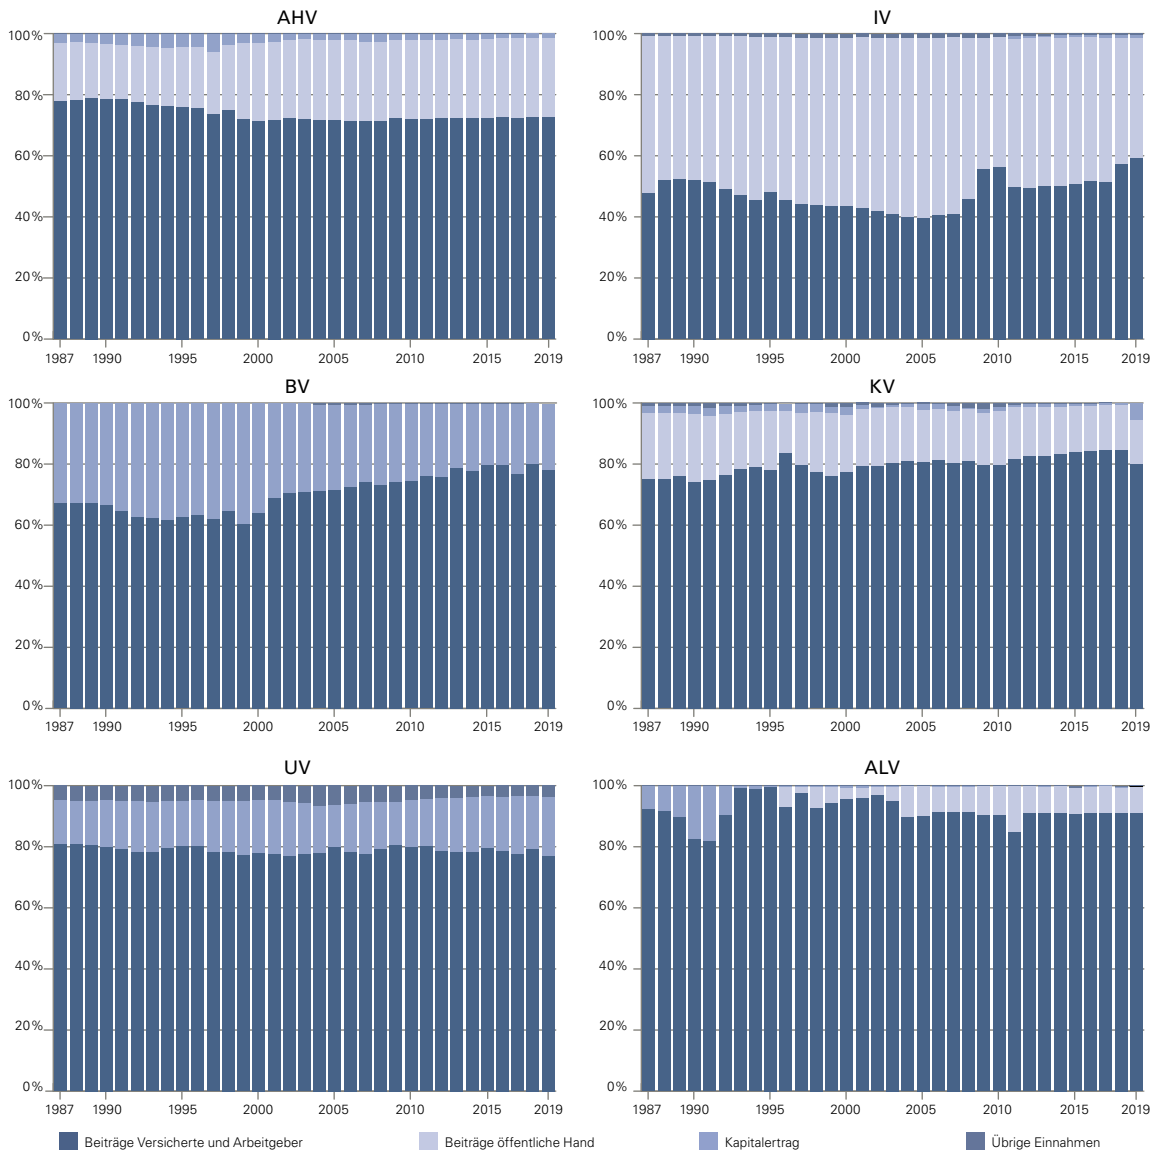 AHV IV
100% 100%
80% 80%
60% 60%
40% 40%
20% 20%
0% 0%
1987 1990 1995 2000 2005 2010 2015 2019 1987 1990 1995 2000 2005 2010 2015 2019
BV KV
100% 100%
80% 80%
60% 60%
40% 40%
20% 20%
0% 0%
1987 1990 1995 2000 2005 2010 2015 2019 1987 1990 1995 2000 2005 2010 2015 2019
UV ALV
100% 100%
80% 80%
60% 60%
40% 40%
20% 20%
0% 0%
1987 1990 1995 2000 2005 2010 2015 2019 1987 1990 1995 2000 2005 2010 2015 2019
Beiträge Versicherte und Arbeitgeber Beiträge öffentliche Hand Kapitalertrag Übrige Einnahmen